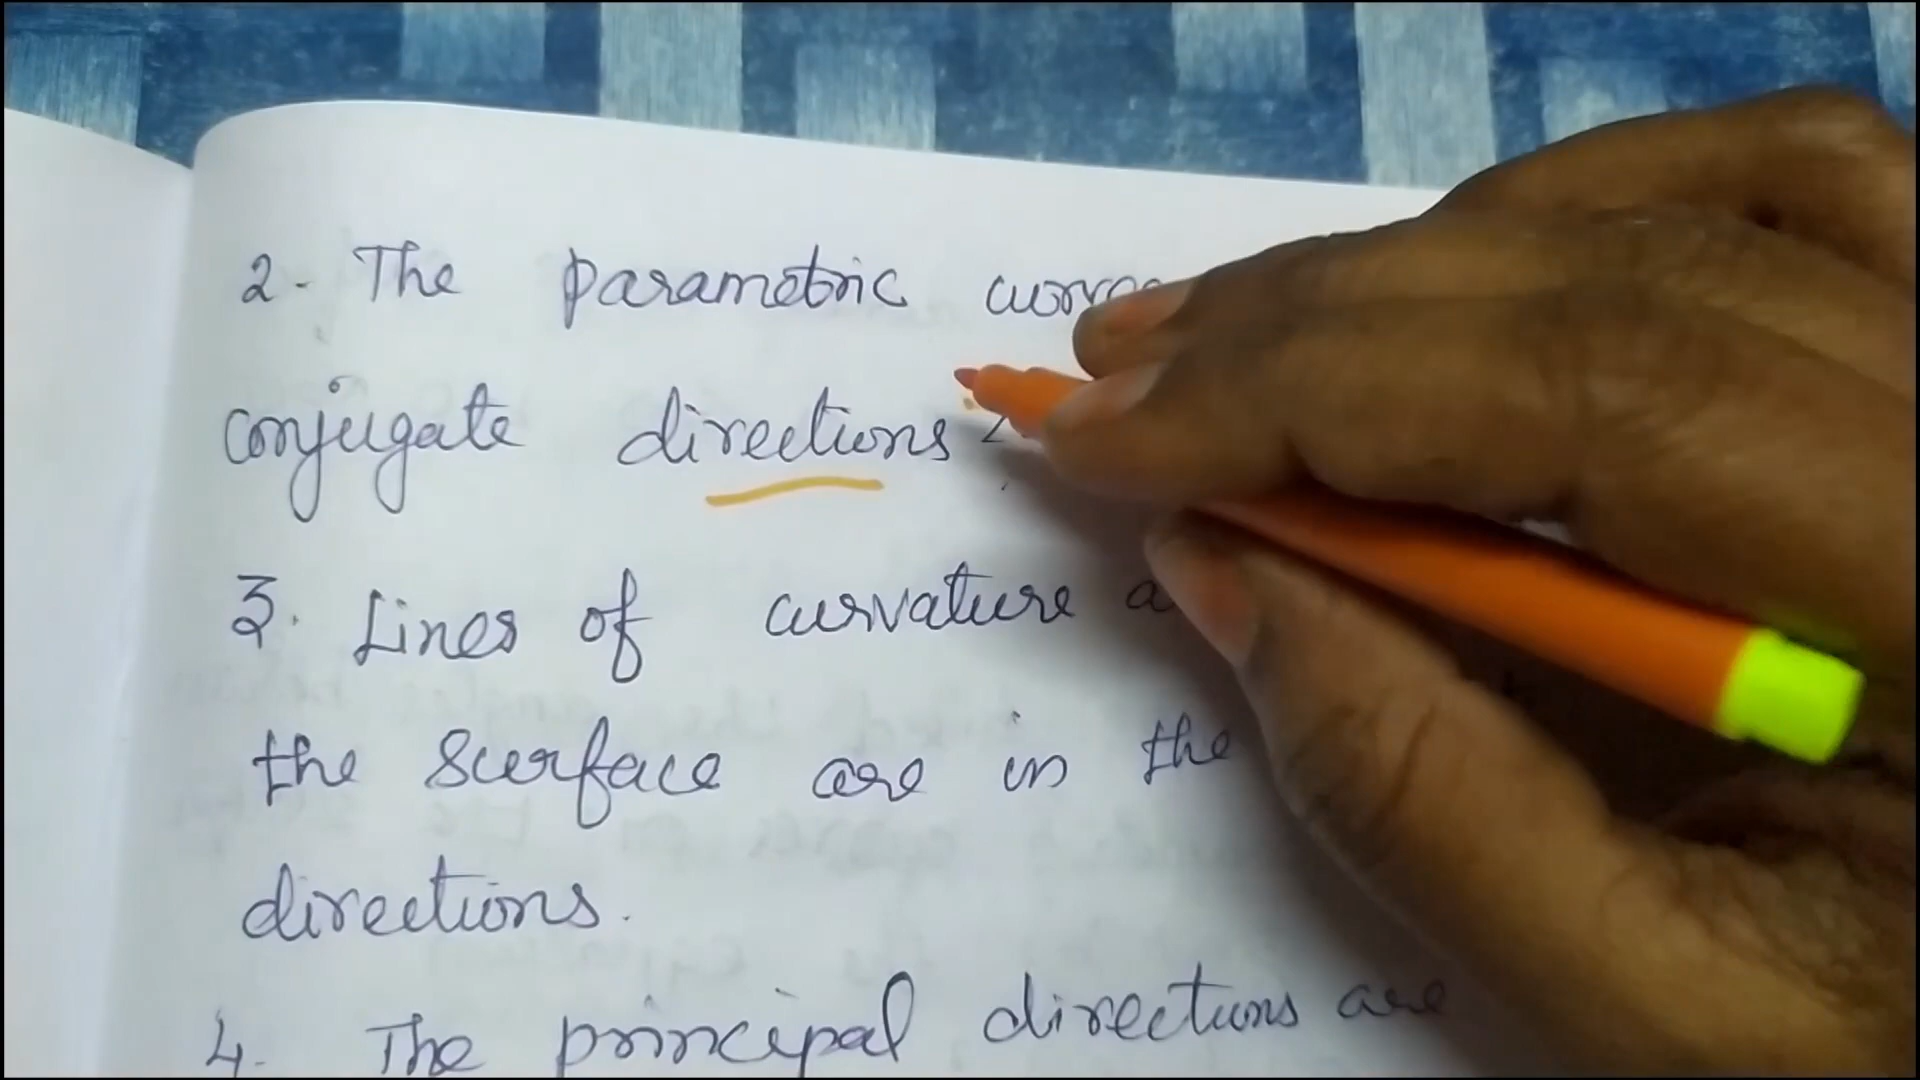 2. The parametric curves
conjugate directions
3. Lines of curvature
the surface are in the
directions.
4. The principal directions are